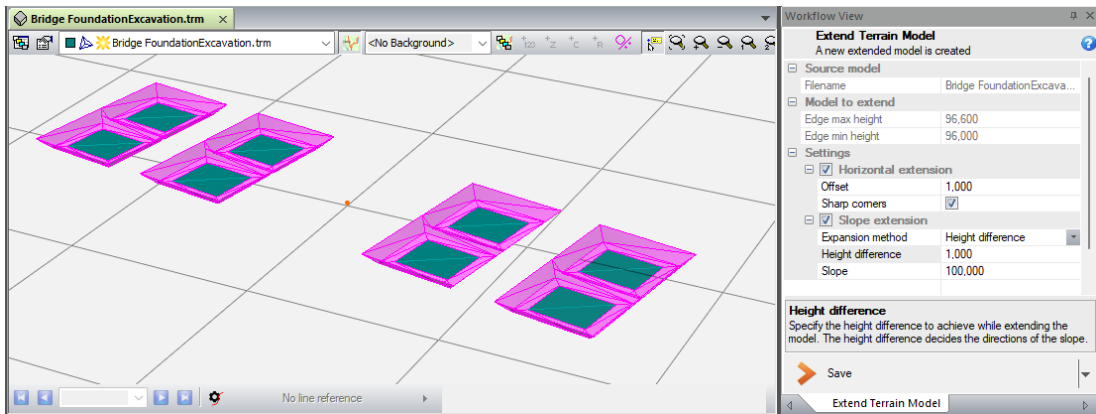 Bridge FoundationExcavation.trm ×
Bridge FoundationExcavation.trm
<No Background>
+123 +Z +C +R
No line reference
Workflow View
Extend Terrain Model
A new extended model is created
Source model
Filename Bridge FoundationExcava...
Model to extend
Edge max height 96,600
Edge min height 96,000
Settings
Horizontal extension
Offset 1,000
Sharp corners
Slope extension
Expansion method Height difference
Height difference 1,000
Slope 100,000
Height difference
Specify the height difference to achieve while extending the
model. The height difference decides the directions of the slope.
Save
Extend Terrain Model